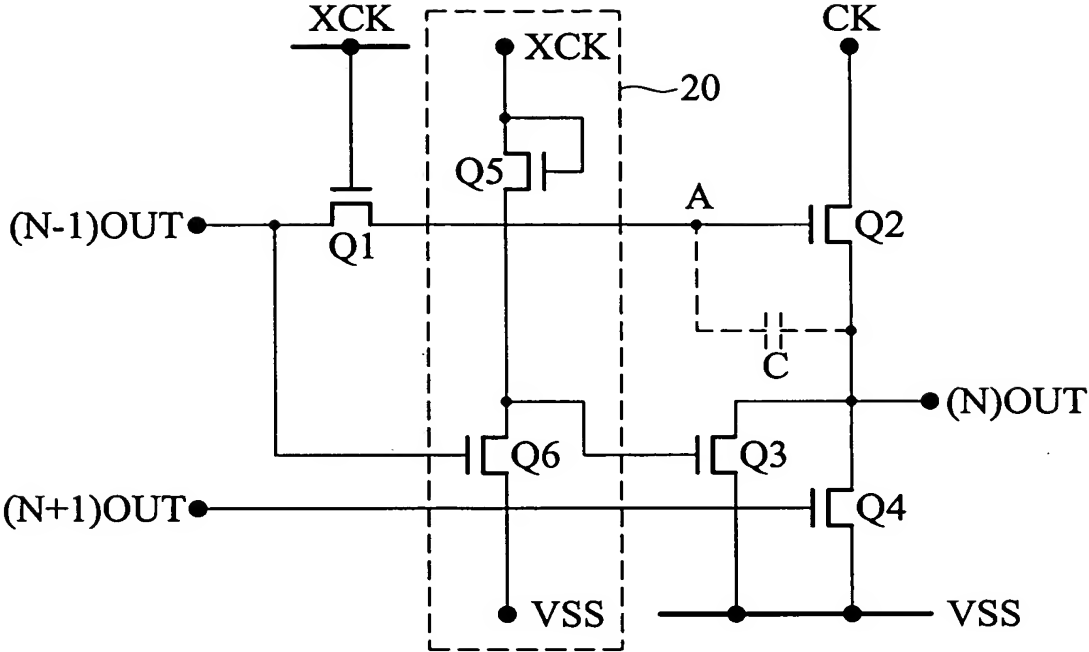 XCK
XCK
CK
20
Q5
A
(N-1)OUT
Q1
Q2
C
(N)OUT
Q6
Q3
(N+1)OUT
Q4
VSS
VSS